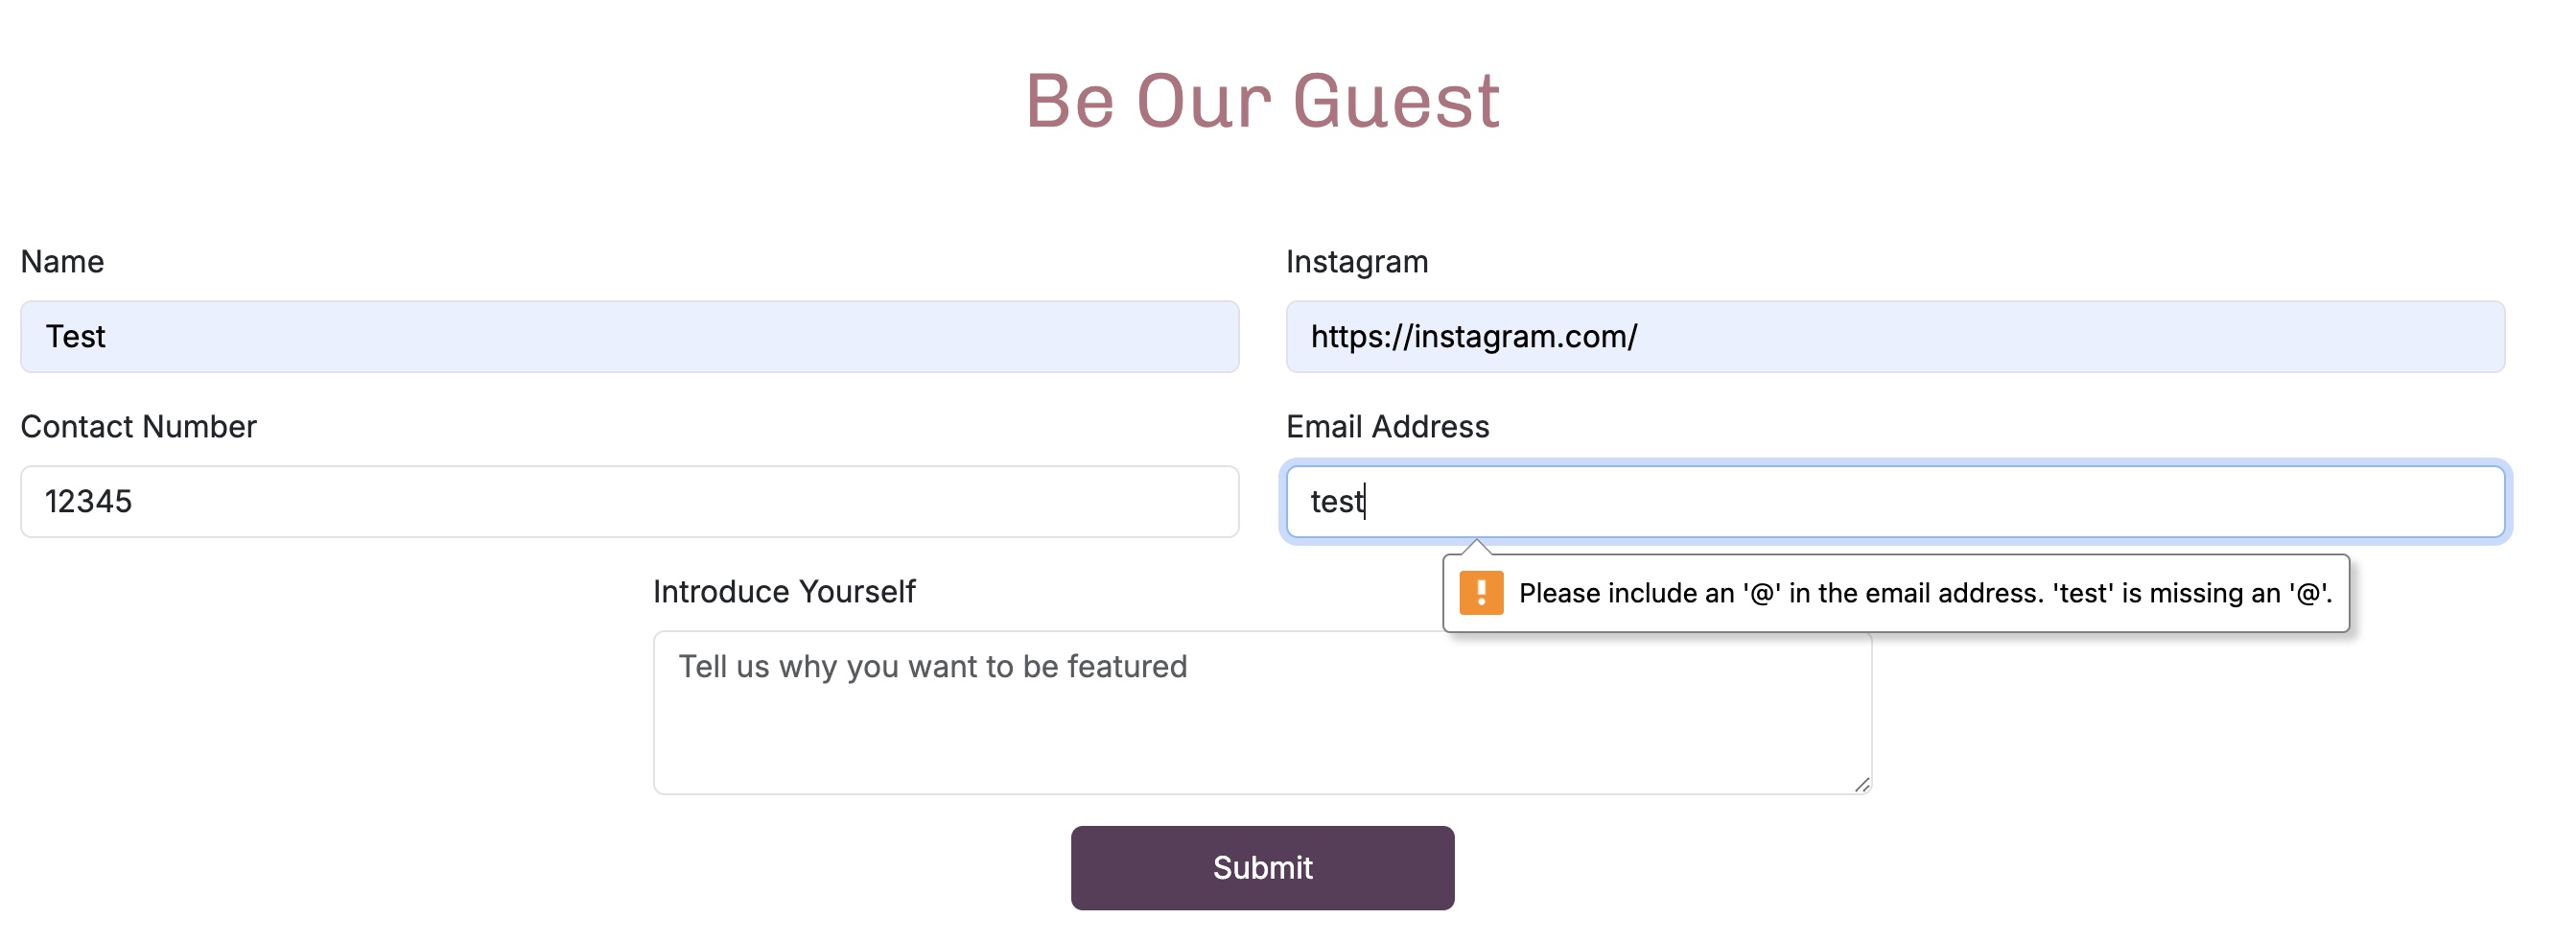 Be Our Guest
Name
Test
Instagram
https://instagram.com/
Contact Number
12345
Email Address
test
Please include an '@' in the email address. 'test' is missing an '@'.
Introduce Yourself
Tell us why you want to be featured
Submit